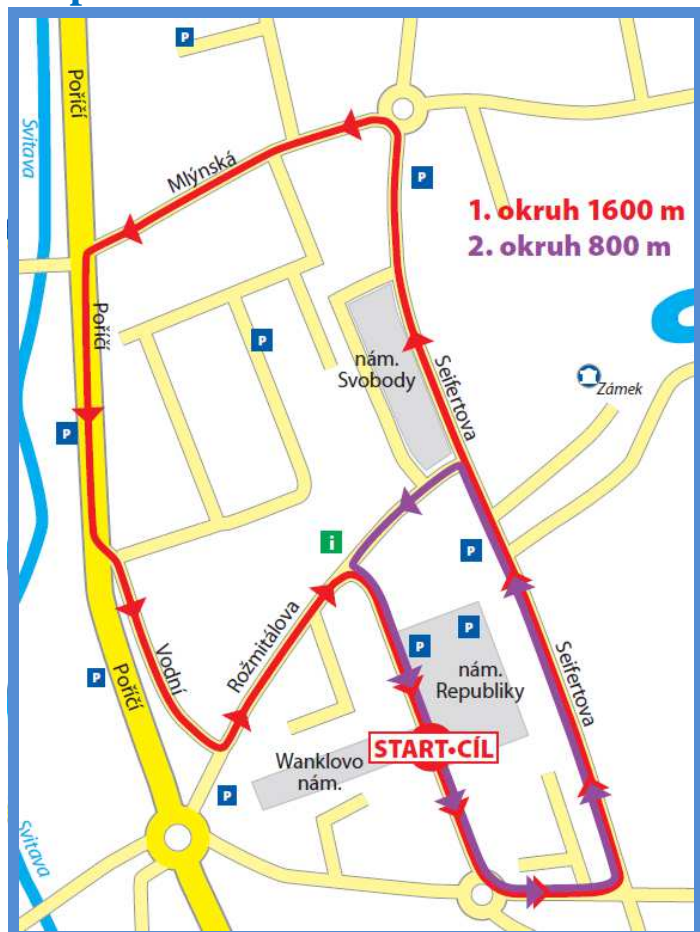 P
Poříčí
Svitava
Mlýnská
P
1. okruh 1600 m
2. okruh 800 m
Poříčí
P
nám.
Svobody
Seifertova
Zámek
P
i
P
Rožmitálova
P
P
Vodní
Seifertova
P
Poříčí
nám.
Republiky
START•CÍL
Wanklovo
nám.
P
Svitava